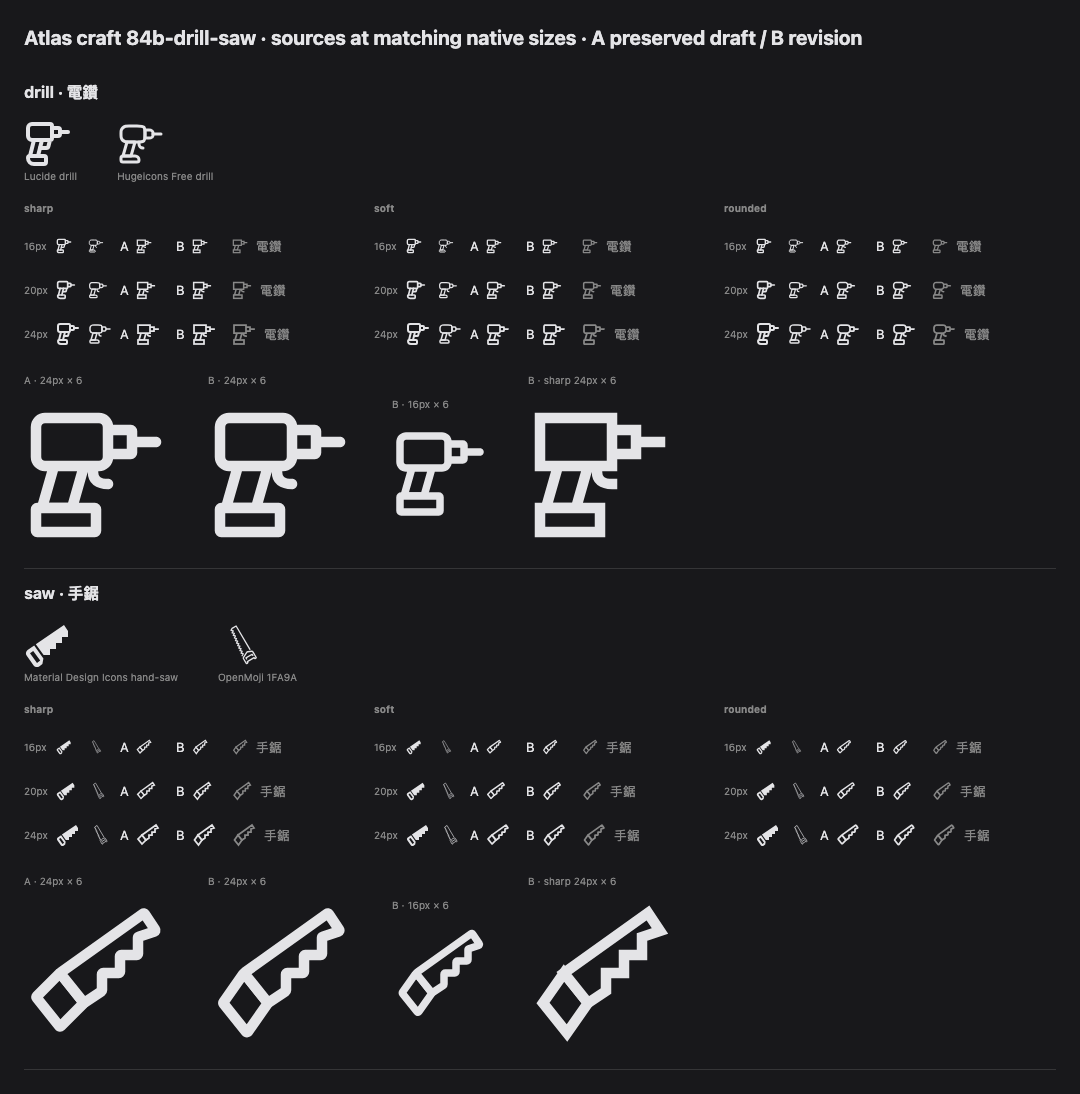 Atlas craft 84b-drill-saw · sources at matching native sizes · A preserved draft / B revision
drill · 電鑽
Lucide drill
Hugeicons Free drill
sharp
soft
rounded
16px A B 電鑽
16px A B 電鑽
16px A B 電鑽
20px A B 電鑽
20px A B 電鑽
20px A B 電鑽
24px A B 電鑽
24px A B 電鑽
24px A B 電鑽
A · 24px × 6
B · 24px × 6
B · 16px × 6
B · sharp 24px × 6
saw · 手鋸
Material Design Icons hand-saw
OpenMoji 1FA9A
sharp
soft
rounded
16px A B 手鋸
16px A B 手鋸
16px A B 手鋸
20px A B 手鋸
20px A B 手鋸
20px A B 手鋸
24px A B 手鋸
24px A B 手鋸
24px A B 手鋸
A · 24px × 6
B · 24px × 6
B · 16px × 6
B · sharp 24px × 6